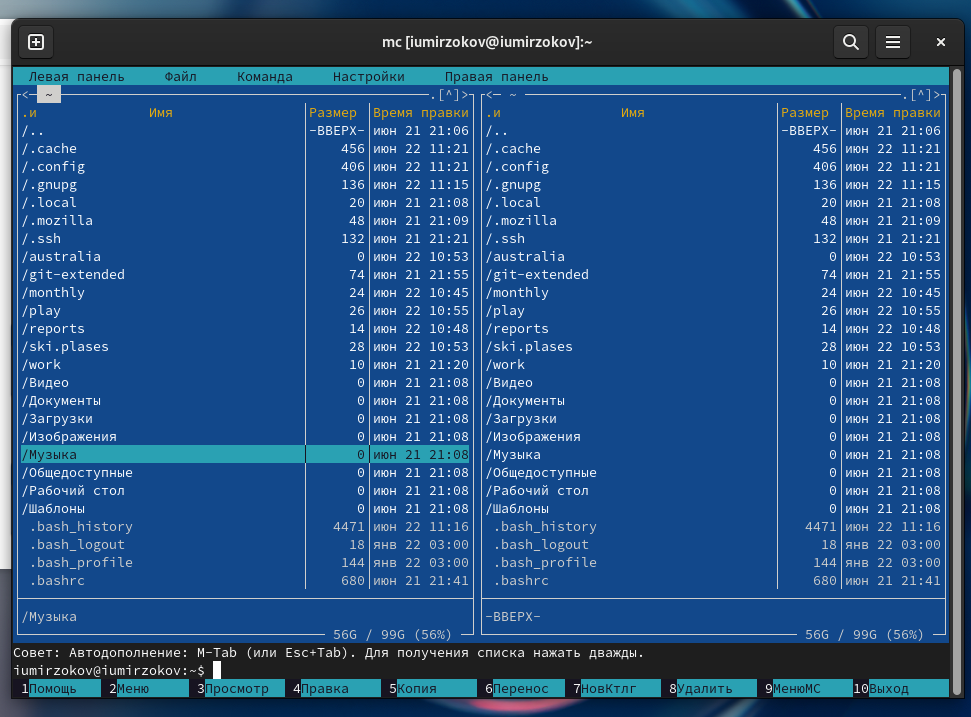 mc [iumirzokov@iumirzokov]:~
Левая панель Файл Команда Настройки Правая панель
<─ ~ .[^]> <─ ~ .[^]>
.и Имя Размер Время правки .и Имя Размер Время правки
/.. -ВВЕРХ- июн 21 21:06 /.. -ВВЕРХ- июн 21 21:06
/.cache 456 июн 22 11:21 /.cache 456 июн 22 11:21
/.config 406 июн 22 11:21 /.config 406 июн 22 11:21
/.gnupg 136 июн 22 11:15 /.gnupg 136 июн 22 11:15
/.local 20 июн 21 21:08 /.local 20 июн 21 21:08
/.mozilla 48 июн 21 21:09 /.mozilla 48 июн 21 21:09
/.ssh 132 июн 21 21:21 /.ssh 132 июн 21 21:21
/australia 0 июн 22 10:53 /australia 0 июн 22 10:53
/git-extended 74 июн 21 21:55 /git-extended 74 июн 21 21:55
/monthly 24 июн 22 10:45 /monthly 24 июн 22 10:45
/play 26 июн 22 10:55 /play 26 июн 22 10:55
/reports 14 июн 22 10:48 /reports 14 июн 22 10:48
/ski.plases 28 июн 22 10:53 /ski.plases 28 июн 22 10:53
/work 10 июн 21 21:20 /work 10 июн 21 21:20
/Видео 0 июн 21 21:08 /Видео 0 июн 21 21:08
/Документы 0 июн 21 21:08 /Документы 0 июн 21 21:08
/Загрузки 0 июн 21 21:08 /Загрузки 0 июн 21 21:08
/Изображения 0 июн 21 21:08 /Изображения 0 июн 21 21:08
/Музыка 0 июн 21 21:08 /Музыка 0 июн 21 21:08
/Общедоступные 0 июн 21 21:08 /Общедоступные 0 июн 21 21:08
/Рабочий стол 0 июн 21 21:08 /Рабочий стол 0 июн 21 21:08
/Шаблоны 0 июн 21 21:08 /Шаблоны 0 июн 21 21:08
.bash_history 4471 июн 22 11:16 .bash_history 4471 июн 22 11:16
.bash_logout 18 янв 22 03:00 .bash_logout 18 янв 22 03:00
.bash_profile 144 янв 22 03:00 .bash_profile 144 янв 22 03:00
.bashrc 680 июн 21 21:41 .bashrc 680 июн 21 21:41
/Музыка -ВВЕРХ-
56G / 99G (56%) 56G / 99G (56%)
Совет: Автодополнение: M-Tab (или Esc+Tab). Для получения списка нажать дважды.
iumirzokov@iumirzokov:~$
1Помощь 2Меню 3Просмотр 4Правка 5Копия 6Перенос 7НовКтлг 8Удалить 9МенюМС 10Выход